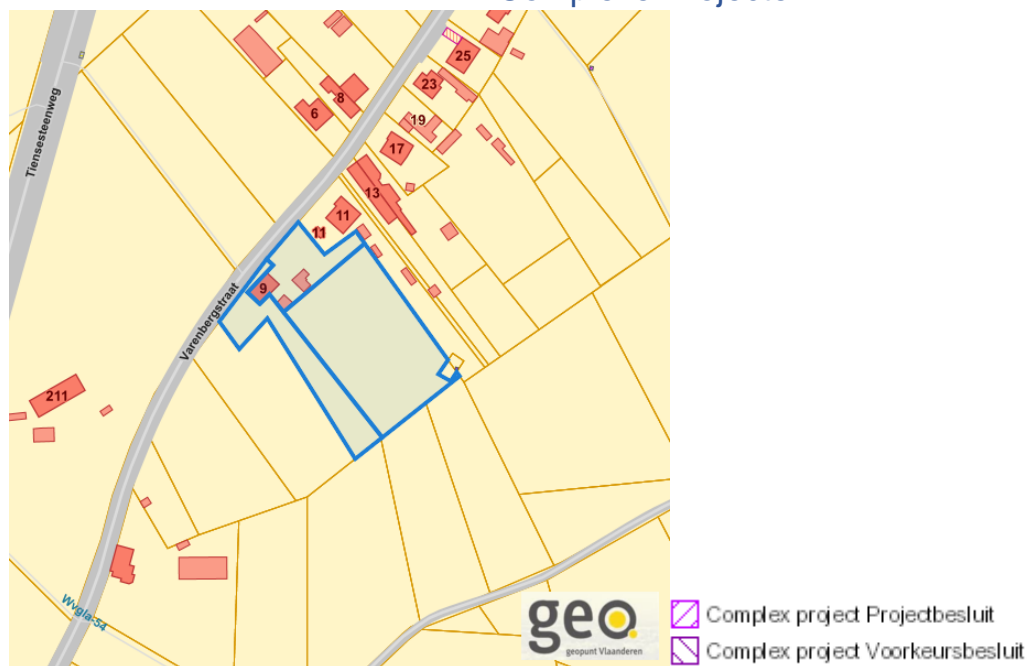 25
23
8
6
19
Tiensesteenweg
17
13
11
11
9
Varenbergstraat
211
Wvgla-54
geo.
geopunt Vlaanderen
Complex project Projectbesluit
Complex project Voorkeursbesluit